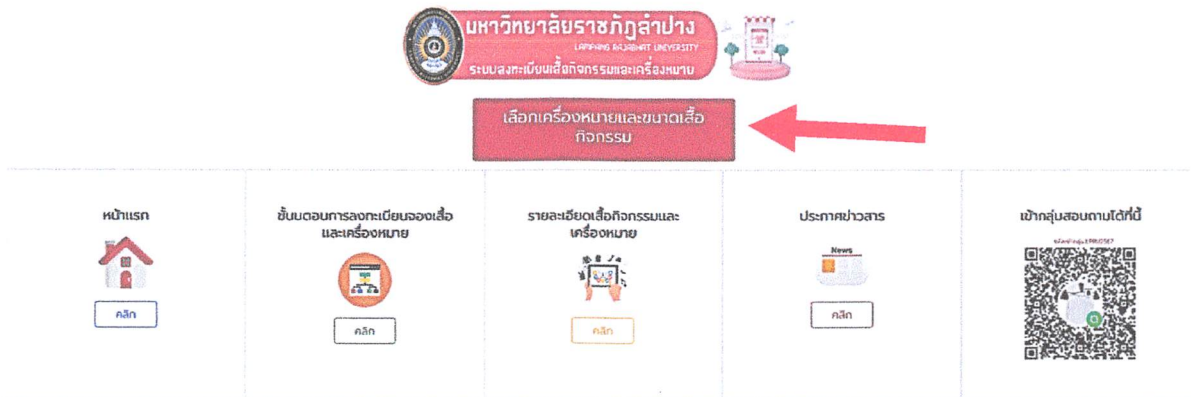 มหาวิทยาลัยราชภัฏลำปาง
LAMPANG RAJABHAT UNIVERSITY
ระบบลงทะเบียนเสื้อกิจกรรมและเครื่องหมาย
เลือกเครื่องหมายและขนาดเสื้อ
กิจกรรม
หน้าแรก
คลิก
ขั้นตอนการลงทะเบียนจองเสื้อ
และเครื่องหมาย
คลิก
รายละเอียดเสื้อกิจกรรมและ
เครื่องหมาย
คลิก
ประกาศข่าวสาร
News
คลิก
เข้ากลุ่มสอบถามได้ที่นี่